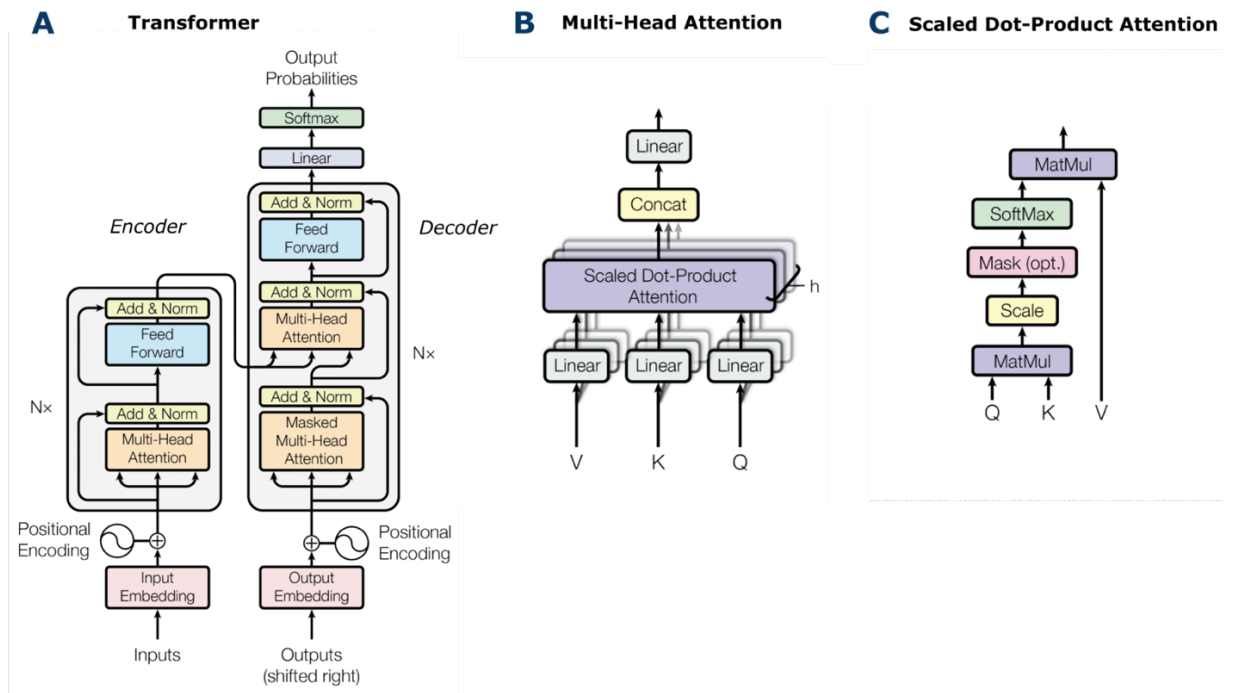 A
Transformer
Output
Probabilities
Softmax
Linear
Add & Norm
Feed
Forward
Add & Norm
Multi-Head
Attention
Add & Norm
Masked
Multi-Head
Attention
Decoder
N×
Encoder
Add & Norm
Feed
Forward
Add & Norm
Multi-Head
Attention
N×
Positional
Encoding
Input
Embedding
Inputs
Positional
Encoding
Output
Embedding
Outputs
(shifted right)
B
Multi-Head Attention
Linear
Concat
Scaled Dot-Product
Attention
h
Linear
Linear
Linear
V
K
Q
C
Scaled Dot-Product Attention
MatMul
SoftMax
Mask (opt.)
Scale
MatMul
Q
K
V